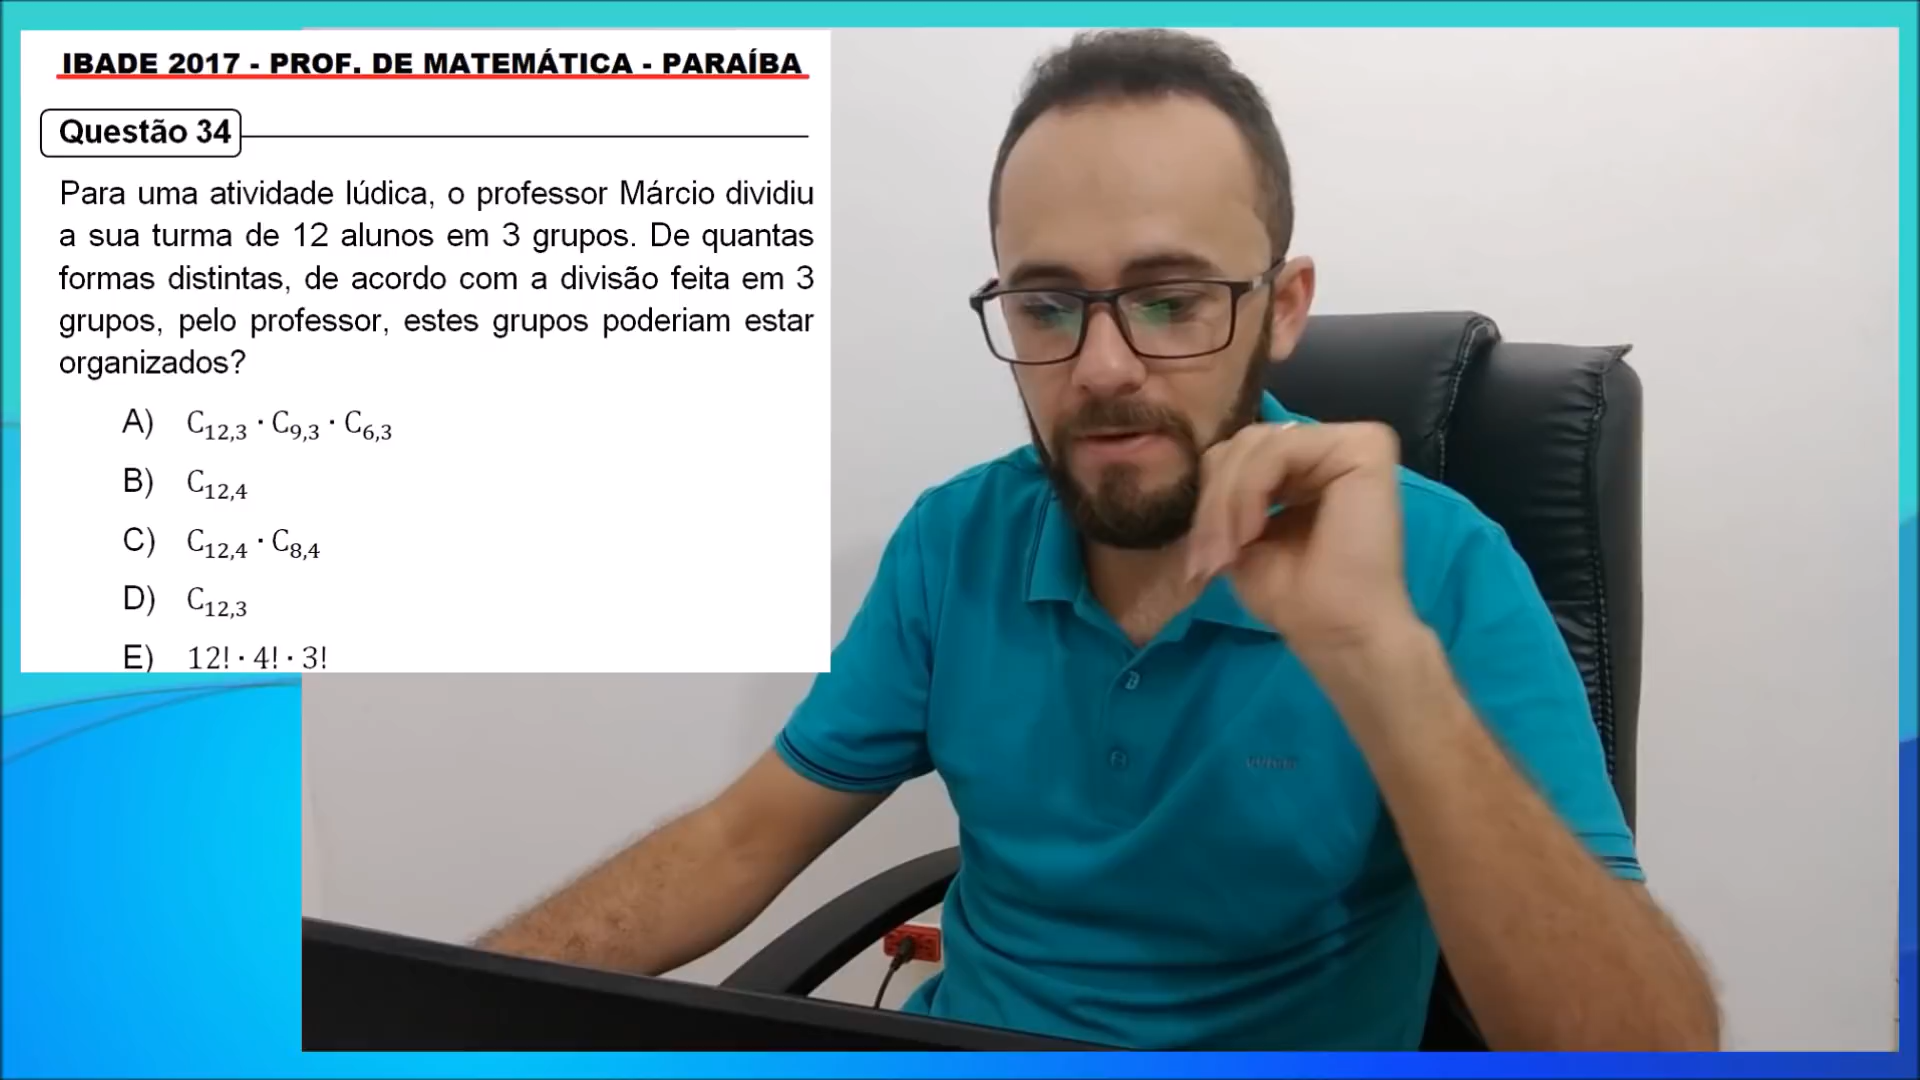 IBADE 2017 - PROF. DE MATEMÁTICA - PARAÍBA
Questão 34
Para uma atividade lúdica, o professor Márcio dividiu
a sua turma de 12 alunos em 3 grupos. De quantas
formas distintas, de acordo com a divisão feita em 3
grupos, pelo professor, estes grupos poderiam estar
organizados?
A) C₁₂,₃ · C₉,₃ · C₆,₃
B) C₁₂,₄
C) C₁₂,₄ · C₈,₄
D) C₁₂,₃
E) 12! · 4! · 3!